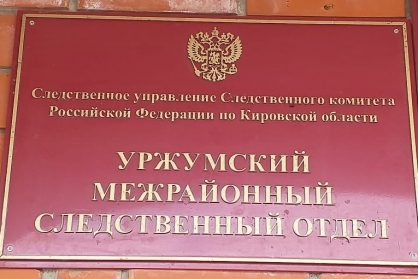 Следственное управление Следственного комитета
Российской Федерации по Кировской области
УРЖУМСКИЙ
МЕЖРАЙОННЫЙ
СЛЕДСТВЕННЫЙ ОТДЕЛ